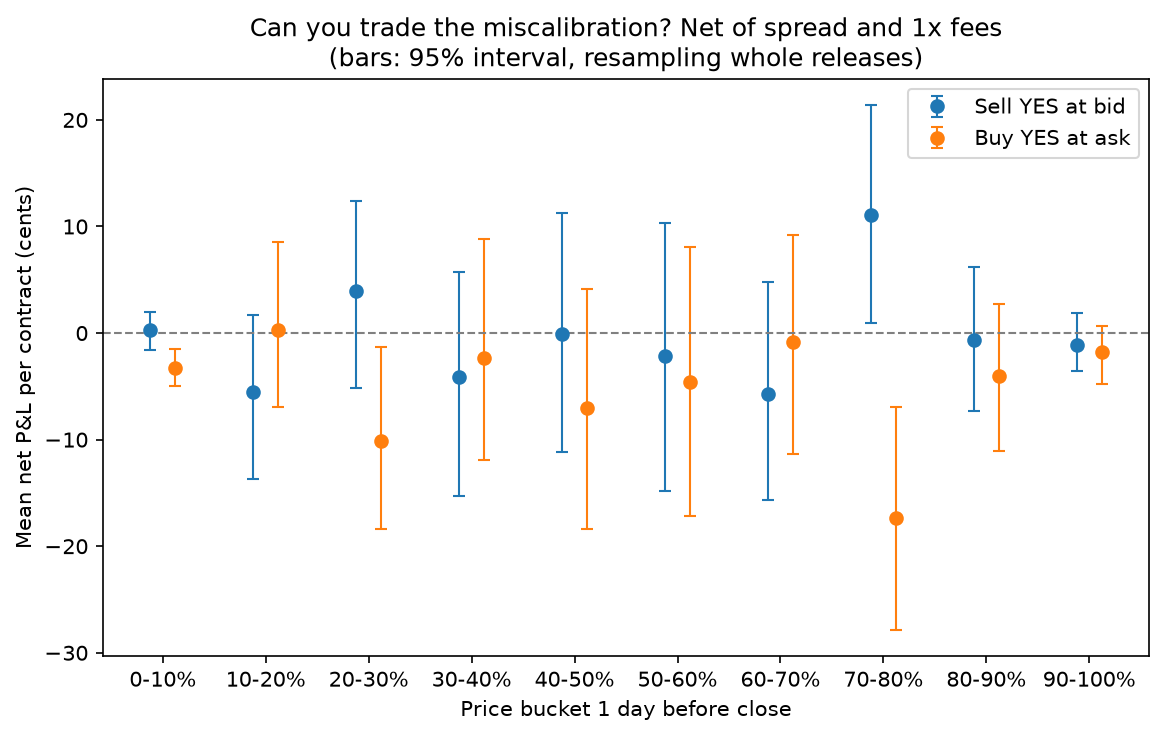 Can you trade the miscalibration? Net of spread and 1x fees
(bars: 95% interval, resampling whole releases)
Sell YES at bid
Buy YES at ask
Mean net P&L per contract (cents)
20
10
0
−10
−20
−30
0-10% 10-20% 20-30% 30-40% 40-50% 50-60% 60-70% 70-80% 80-90% 90-100%
Price bucket 1 day before close